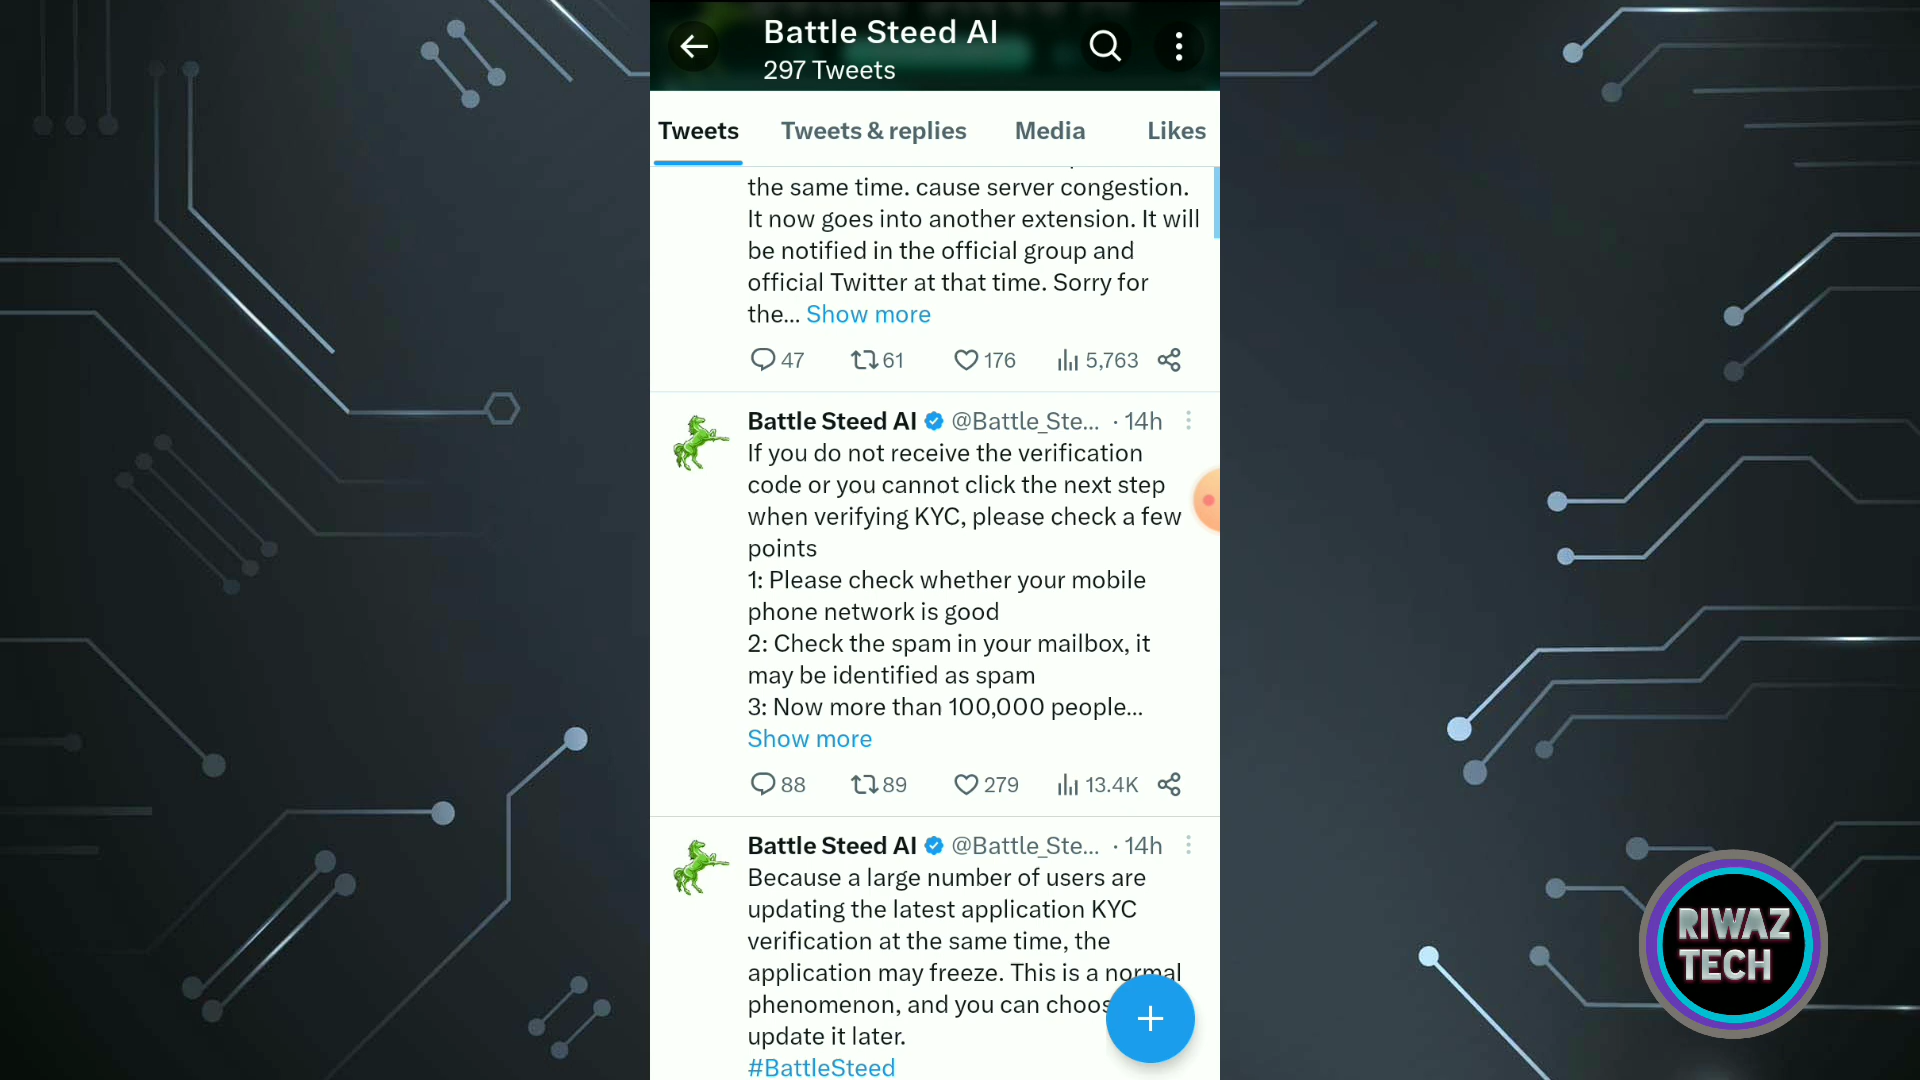 Battle Steed AI
297 Tweets
Tweets
Tweets & replies
Media
Likes
the same time. cause server congestion.
It now goes into another extension. It will
be notified in the official group and
official Twitter at that time. Sorry for
the... Show more
47
61
176
5,763
Battle Steed AI @Battle_Ste... · 14h
If you do not receive the verification
code or you cannot click the next step
when verifying KYC, please check a few
points
1: Please check whether your mobile
phone network is good
2: Check the spam in your mailbox, it
may be identified as spam
3: Now more than 100,000 people...
Show more
88
89
279
13.4K
Battle Steed AI @Battle_Ste... · 14h
Because a large number of users are
updating the latest application KYC
verification at the same time, the
application may freeze. This is a normal
phenomenon, and you can
update it later.
#BattleSteed
RIWAZ
TECH